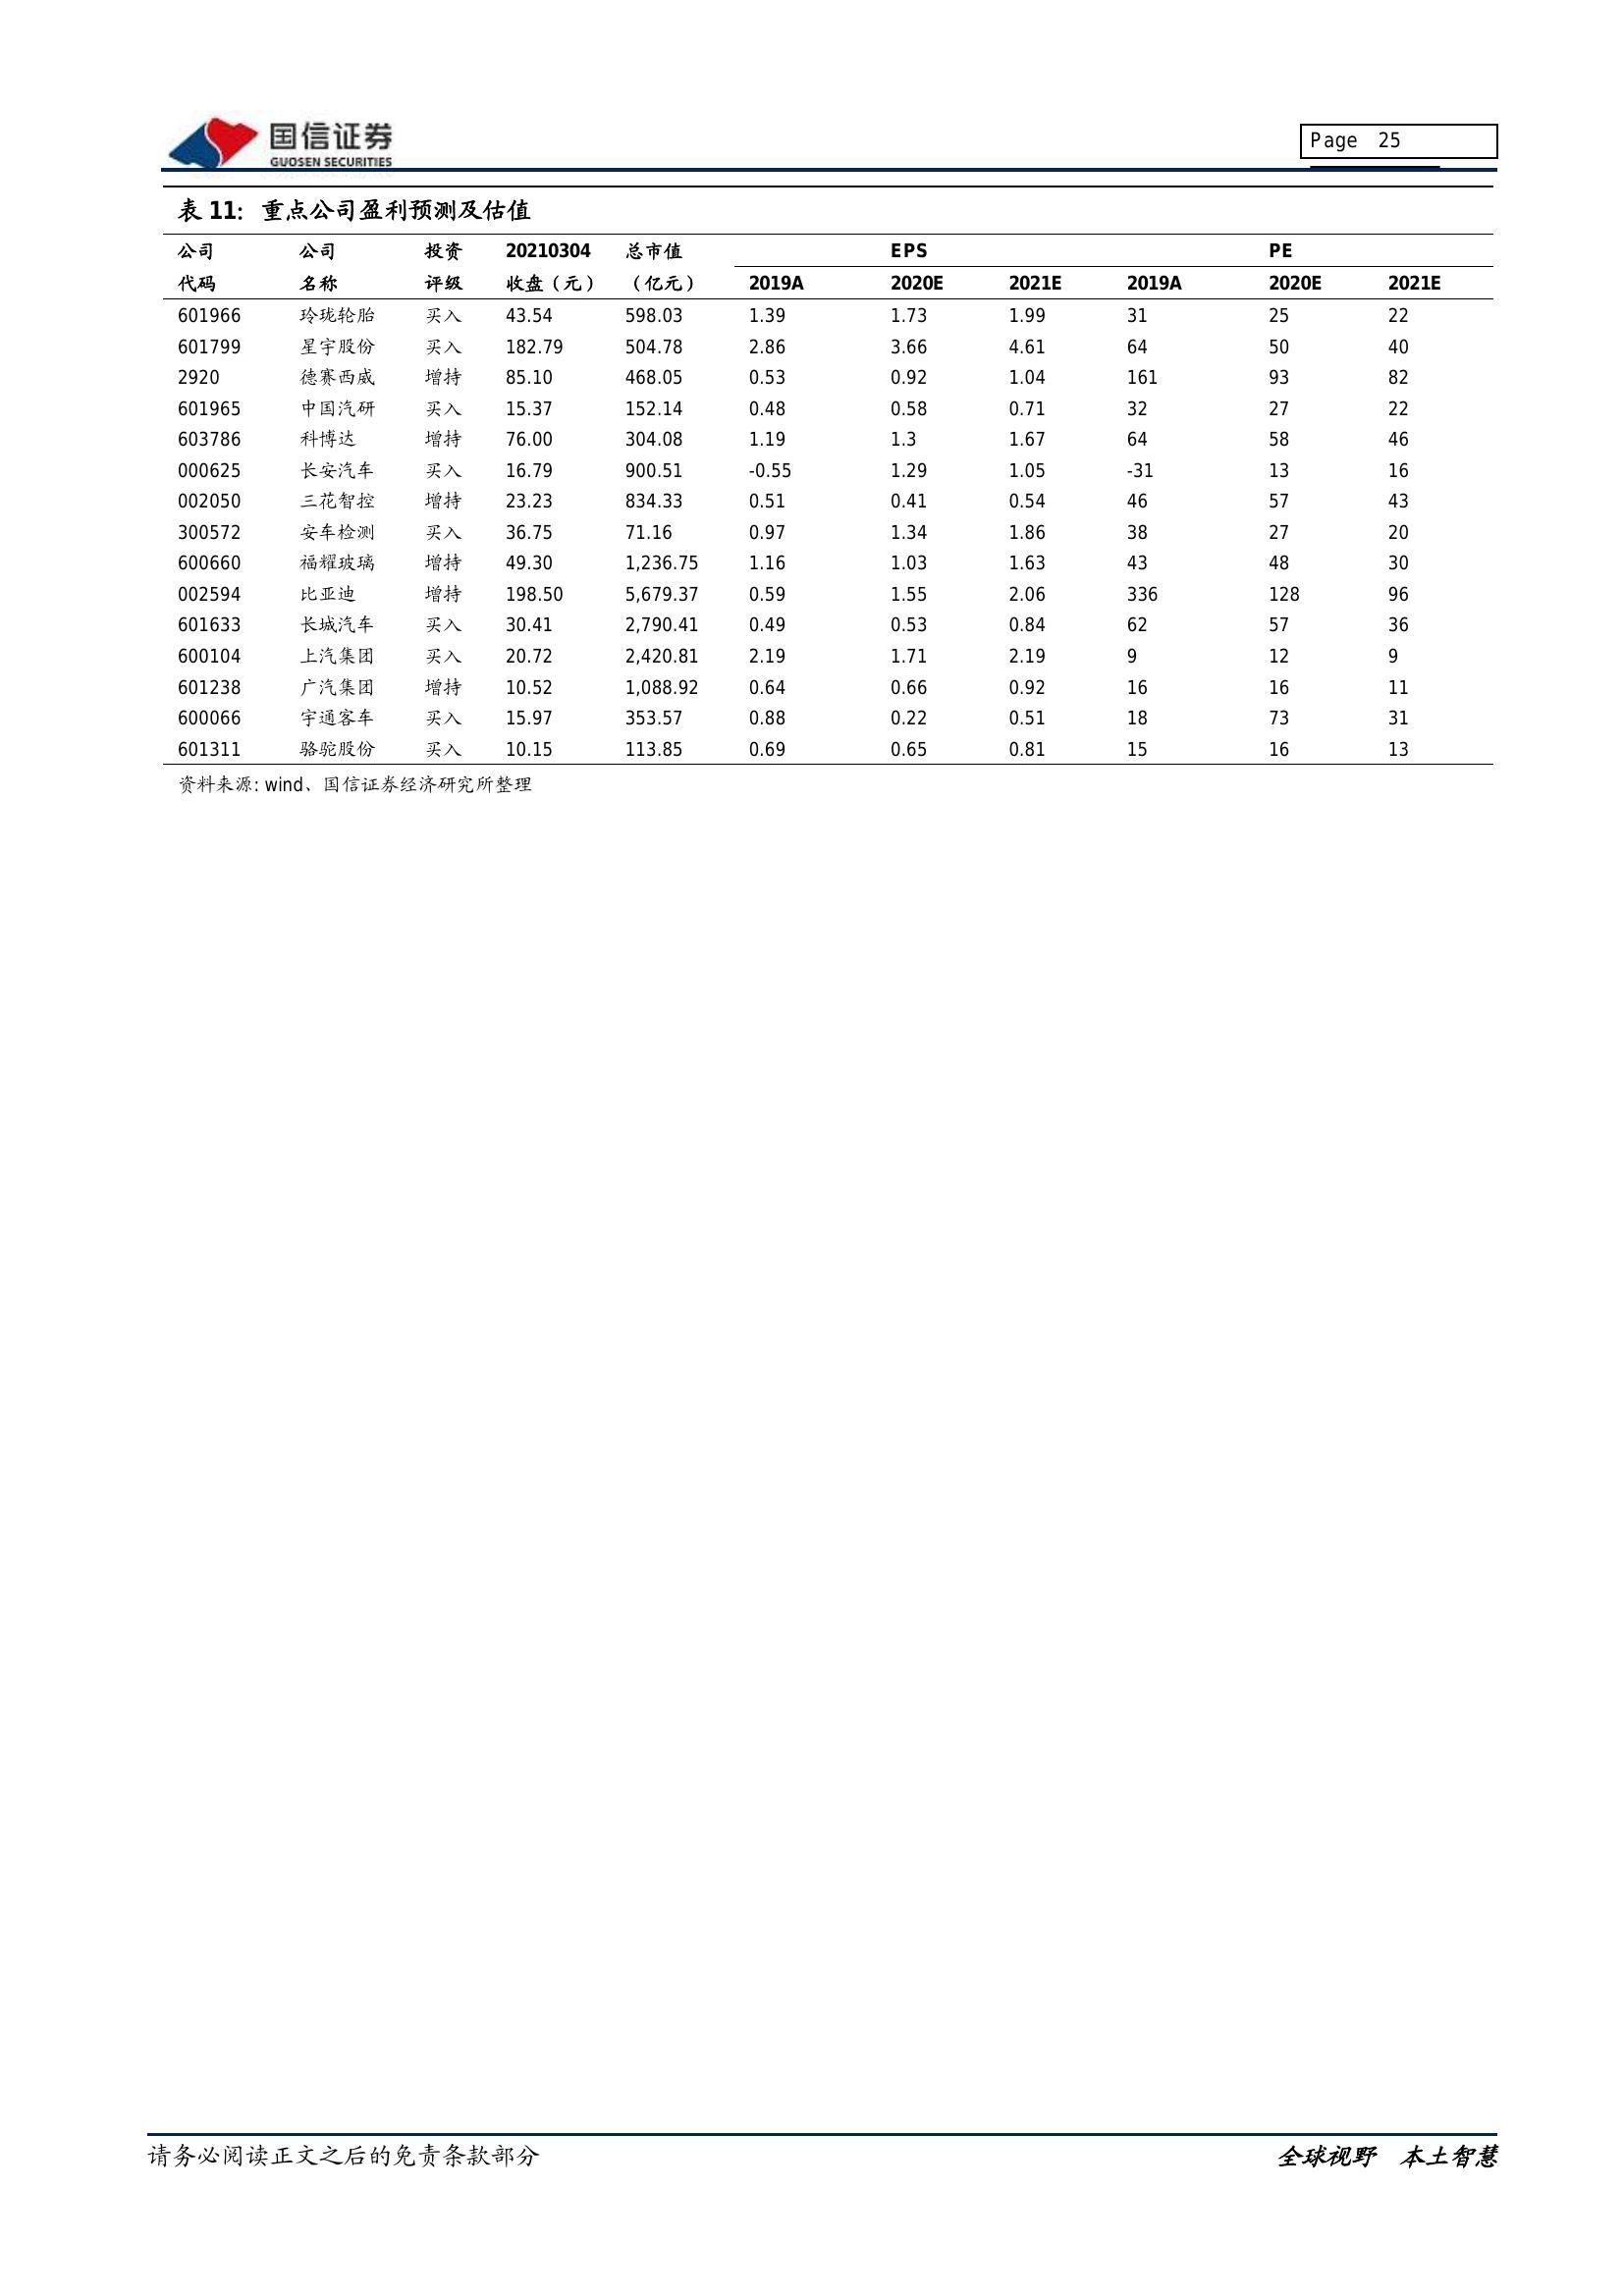 国信证券
GUOSEN SECURITIES
Page 25
表 11: 重点公司盈利预测及估值
公司 公司 投资 20210304 总市值 EPS PE
代码 名称 评级 收盘（元） （亿元） 2019A 2020E 2021E 2019A 2020E 2021E
601966 玲珑轮胎 买入 43.54 598.03 1.39 1.73 1.99 31 25 22
601799 星宇股份 买入 182.79 504.78 2.86 3.66 4.61 64 50 40
2920 德赛西威 增持 85.10 468.05 0.53 0.92 1.04 161 93 82
601965 中国汽研 买入 15.37 152.14 0.48 0.58 0.71 32 27 22
603786 科博达 增持 76.00 304.08 1.19 1.3 1.67 64 58 46
000625 长安汽车 买入 16.79 900.51 -0.55 1.29 1.05 -31 13 16
002050 三花智控 增持 23.23 834.33 0.51 0.41 0.54 46 57 43
300572 安车检测 买入 36.75 71.16 0.97 1.34 1.86 38 27 20
600660 福耀玻璃 增持 49.30 1,236.75 1.16 1.03 1.63 43 48 30
002594 比亚迪 增持 198.50 5,679.37 0.59 1.55 2.06 336 128 96
601633 长城汽车 买入 30.41 2,790.41 0.49 0.53 0.84 62 57 36
600104 上汽集团 买入 20.72 2,420.81 2.19 1.71 2.19 9 12 9
601238 广汽集团 增持 10.52 1,088.92 0.64 0.66 0.92 16 16 11
600066 宇通客车 买入 15.97 353.57 0.88 0.22 0.51 18 73 31
601311 骆驼股份 买入 10.15 113.85 0.69 0.65 0.81 15 16 13
资料来源: wind、国信证券经济研究所整理
请务必阅读正文之后的免责条款部分 全球视野 本土智慧